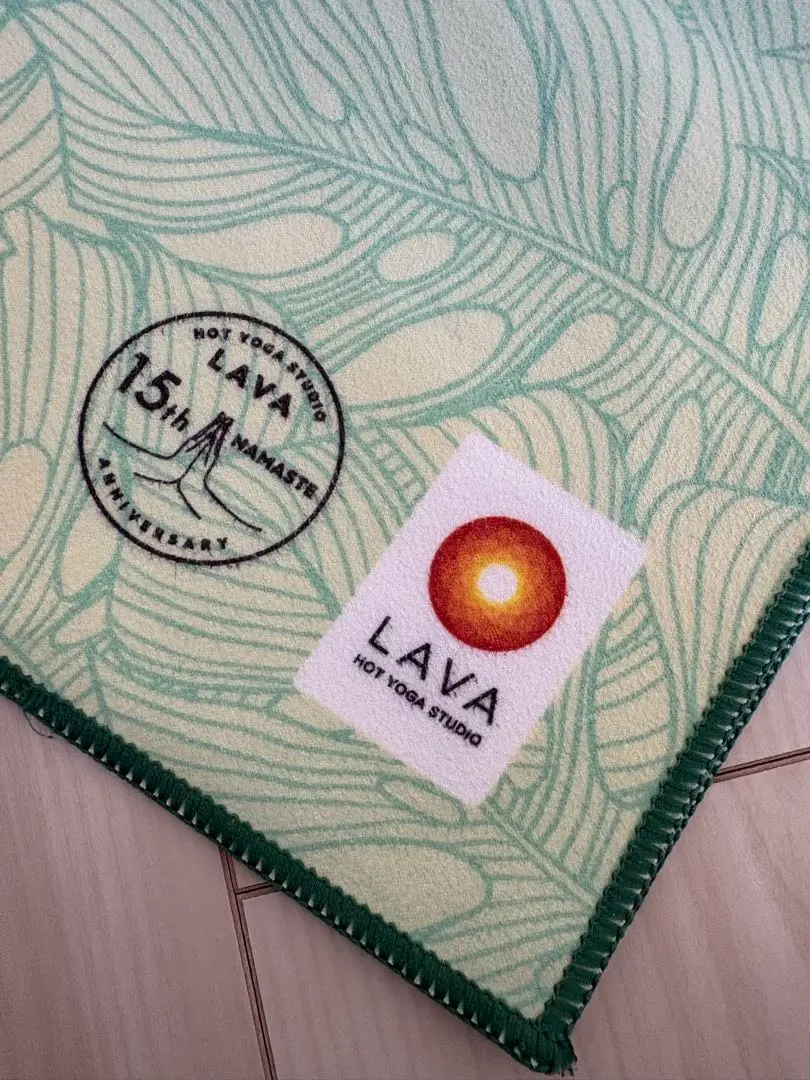 HOT YOGA STUDIO
LAVA
15th
NAMASTE
ANNIVERSARY
LAVA
HOT YOGA STUDIO